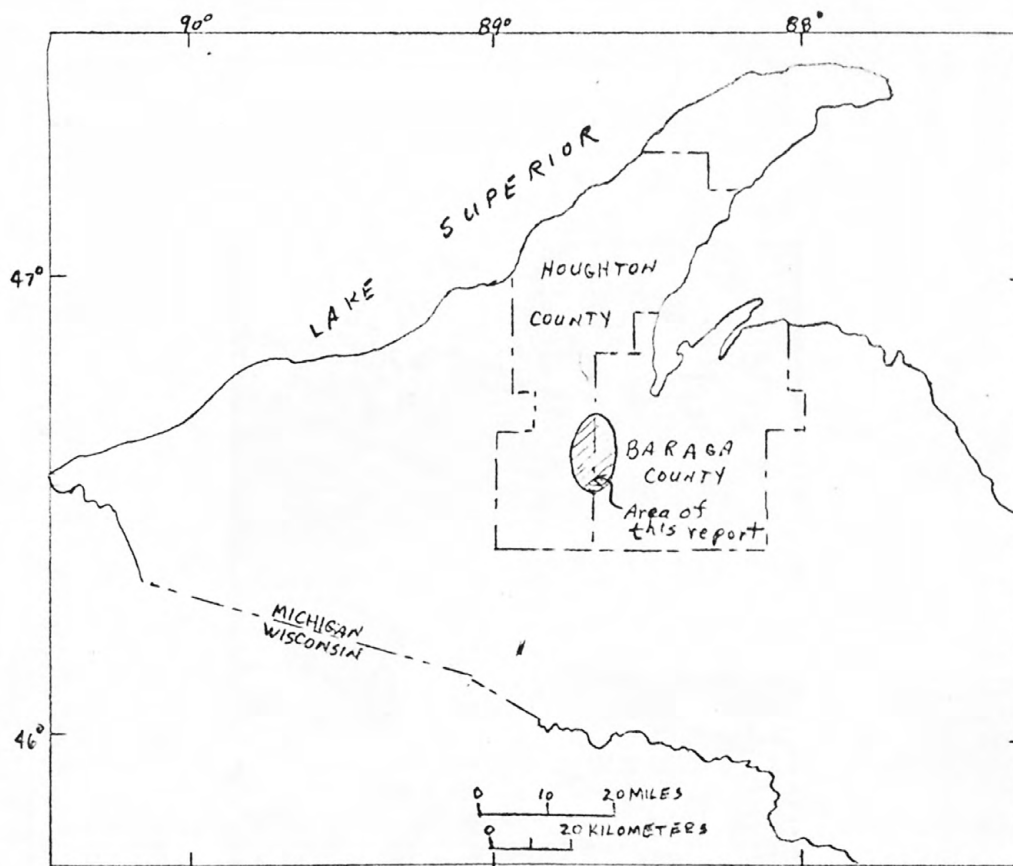 90° 89° 88°
LAKE SUPERIOR
47°
HOUGHTON
COUNTY
BARAGA
COUNTY
Area of
this report
MICHIGAN
WISCONSIN
46°
0 10 20 MILES
0 20 KILOMETERS